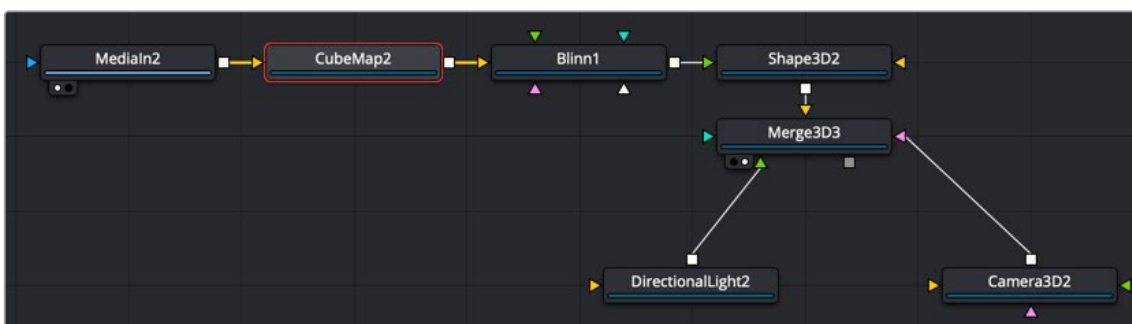 MediaIn2
CubeMap2
Blinn1
Shape3D2
Merge3D3
DirectionalLight2
Camera3D2